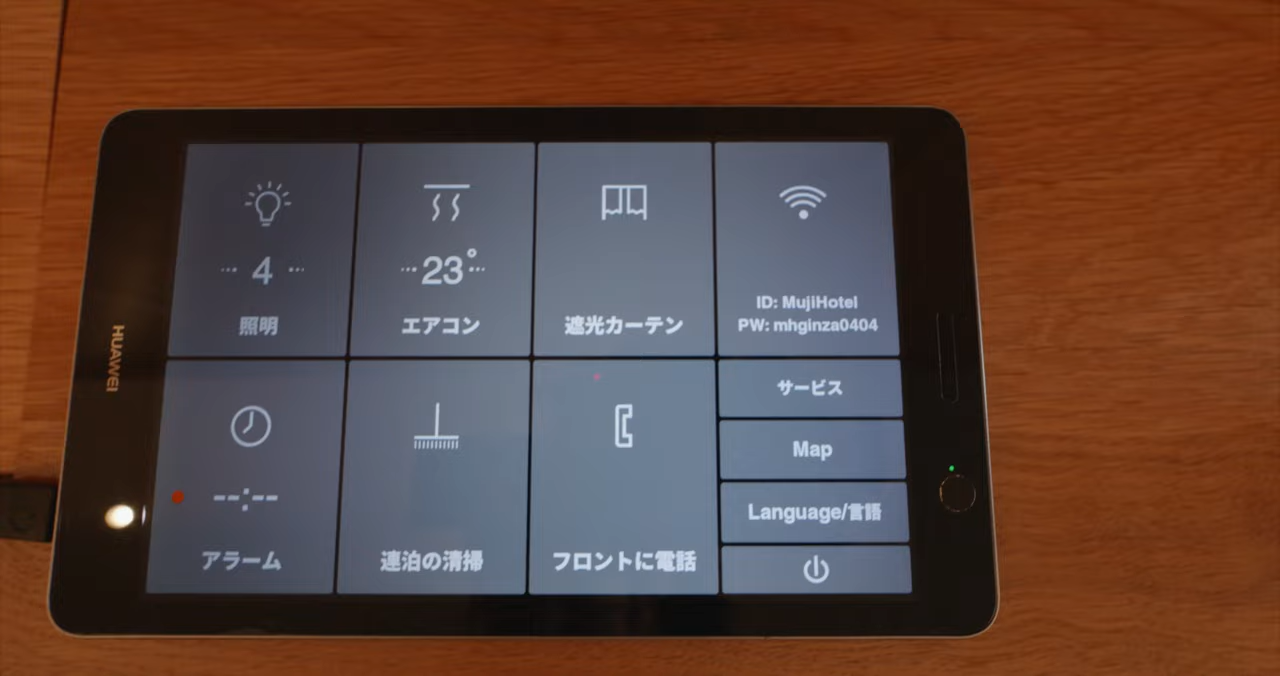 4
照明
23°
エアコン
遮光カーテン
ID: MujiHotel
PW: mhginza0404
HUAWEI
--:--
アラーム
連泊の清掃
フロントに電話
サービス
Map
Language/言語